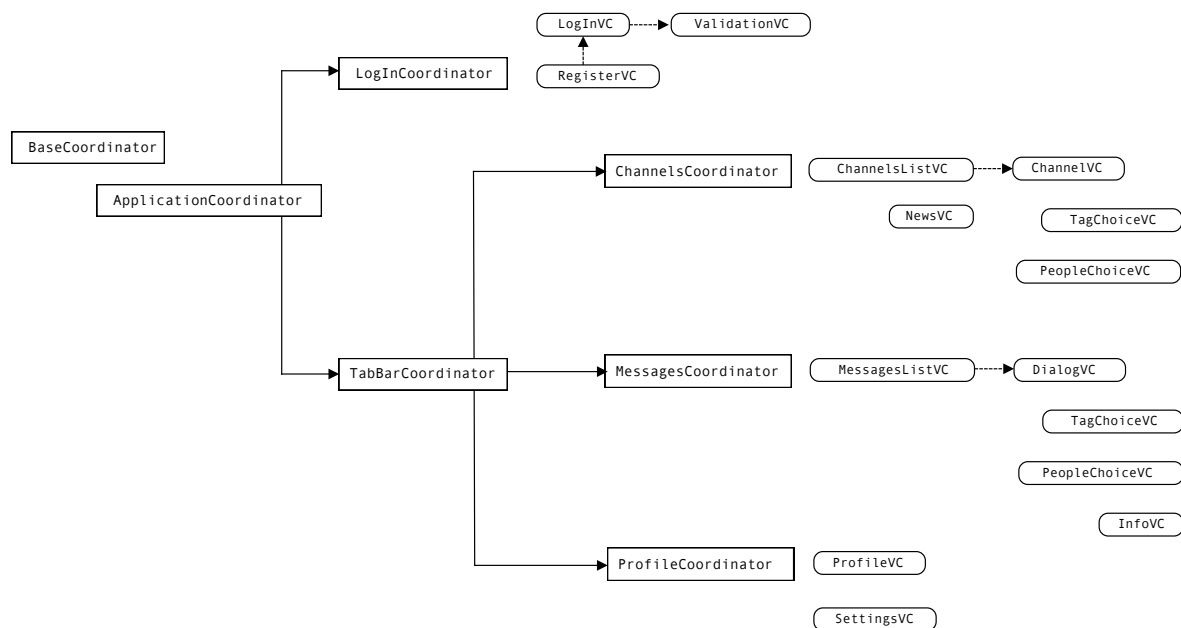 LogInVC
ValidationVC
LogInCoordinator
RegisterVC
BaseCoordinator
ApplicationCoordinator
ChannelsCoordinator
ChannelsListVC
ChannelVC
NewsVC
TagChoiceVC
PeopleChoiceVC
TabBarCoordinator
MessagesCoordinator
MessagesListVC
DialogVC
TagChoiceVC
PeopleChoiceVC
InfoVC
ProfileCoordinator
ProfileVC
SettingsVC